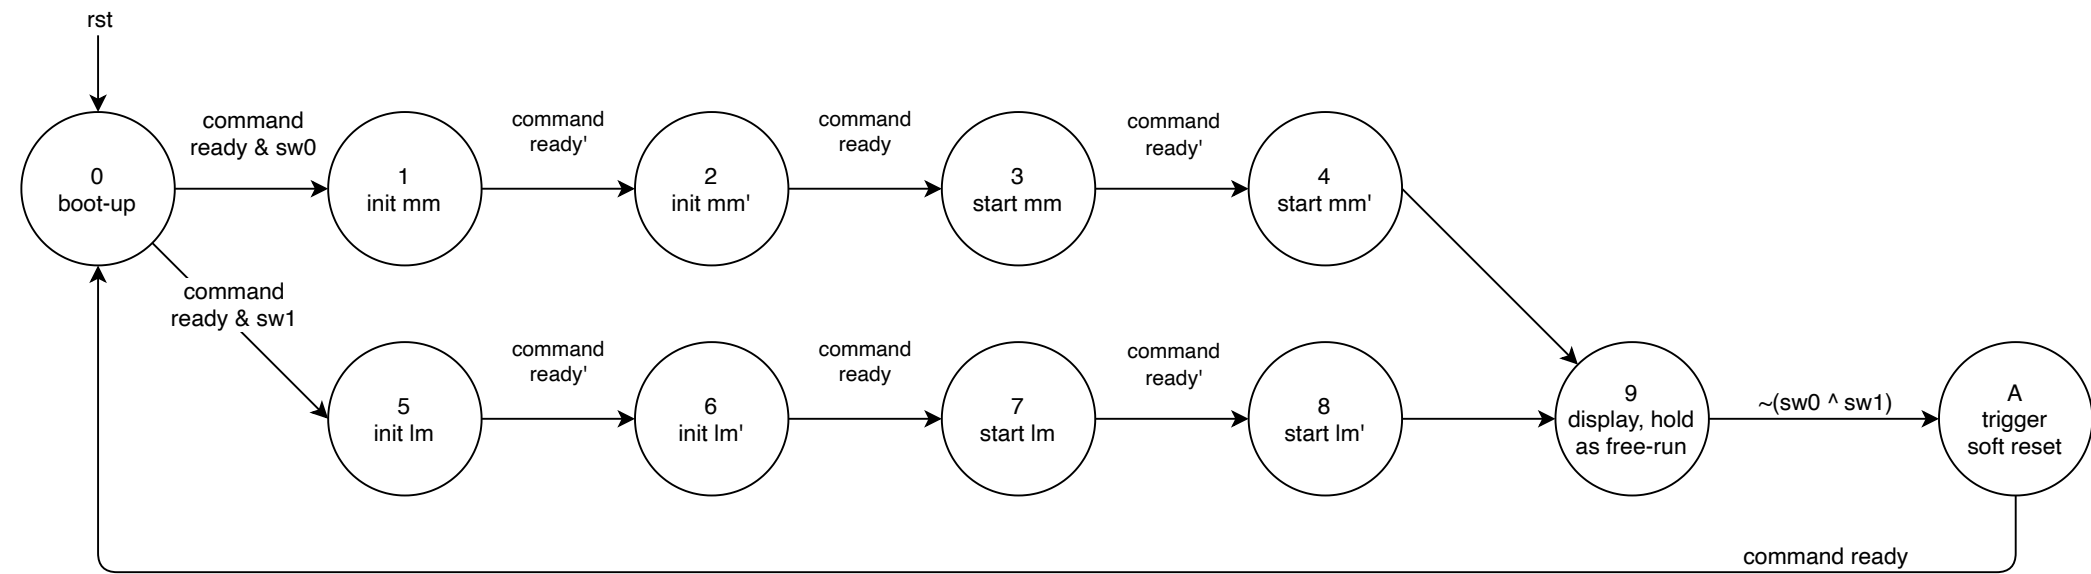 rst
command
ready & sw0
command
ready'
command
ready
command
ready'
0
boot-up
1
init mm
2
init mm'
3
start mm
4
start mm'
command
ready & sw1
command
ready'
command
ready
command
ready'
5
init lm
6
init lm'
7
start lm
8
start lm'
9
display, hold
as free-run
~(sw0 ^ sw1)
A
trigger
soft reset
command ready